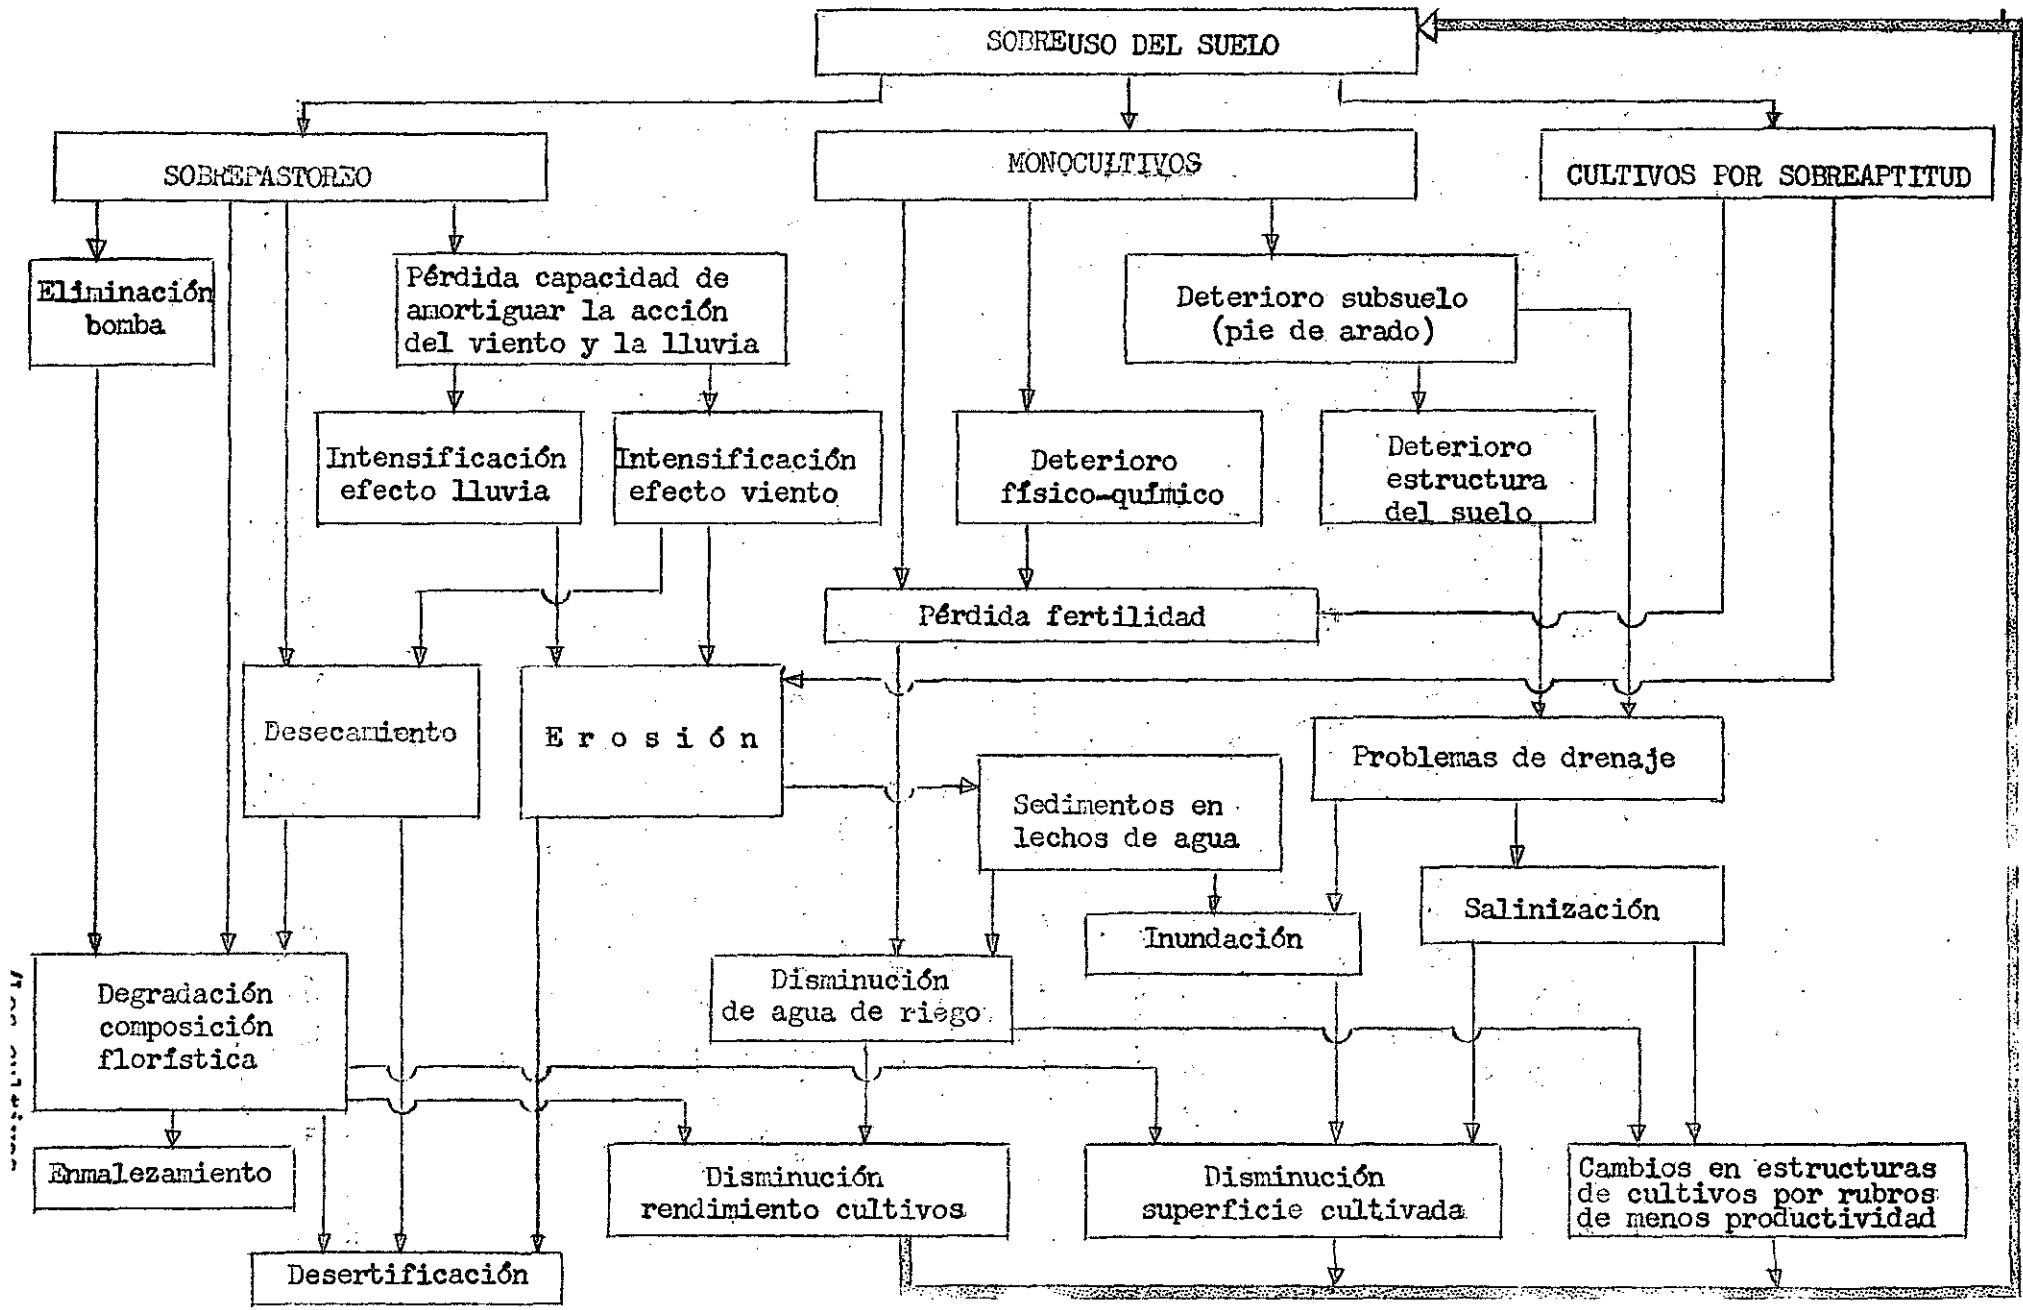 SOBREUSO DEL SUELO
SOBREPASTOREO
MONOCULTIVOS
CULTIVOS POR SOBREAPTITUD
Eliminación
bomba
Pérdida capacidad de
amortiguar la acción
del viento y la lluvia
Deterioro subsuelo
(pie de arado)
Intensificación
efecto lluvia
Intensificación
efecto viento
Deterioro
físico-químico
Deterioro
estructura
del suelo
Pérdida fertilidad
Desecamiento
Erosión
Problemas de drenaje
Sedimentos en
lechos de agua
Salinización
Inundación
Degradación
composición
florística
Disminución
de agua de riego
Enmalezamiento
Disminución
rendimiento cultivos
Disminución
superficie cultivada
Cambios en estructuras
de cultivos por rubros
de menos productividad
Desertificación